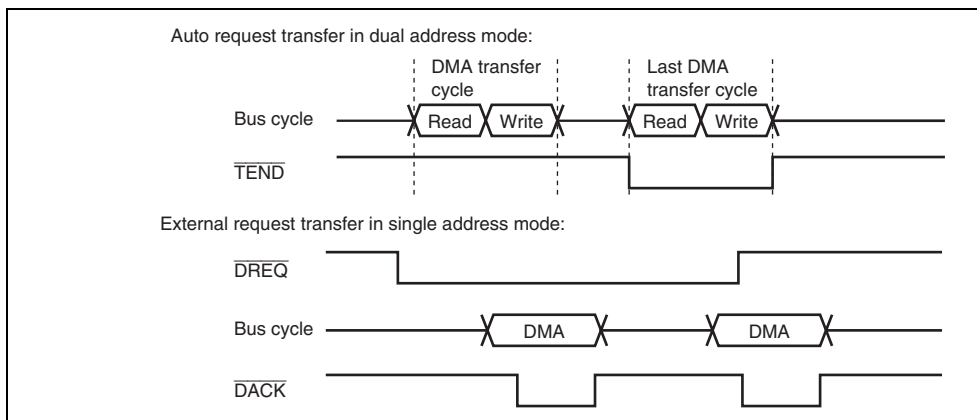 Auto request transfer in dual address mode:
DMA transfer
cycle
Last DMA
transfer cycle
Bus cycle
Read
Write
Read
Write
TEND
External request transfer in single address mode:
DREQ
Bus cycle
DMA
DMA
DACK